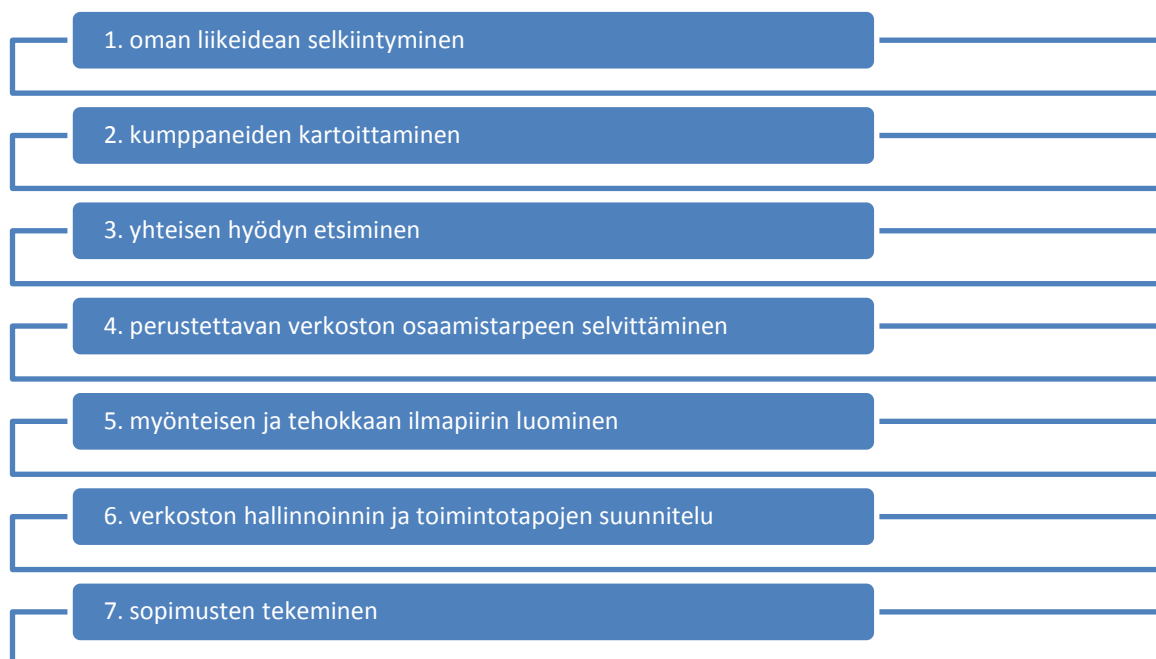 1. oman liikeidean selkiintyminen
2. kumppaneiden kartoittaminen
3. yhteisen hyödyn etsiminen
4. perustettavan verkoston osaamistarpeen selvittäminen
5. myönteisen ja tehokkaan ilmapiirin luominen
6. verkoston hallinnoinnin ja toimintotapojen suunnitelu
7. sopimusten tekeminen